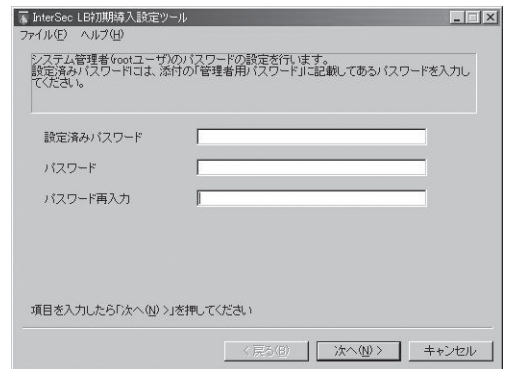 InterSec LB初期導入設定ツール
ファイル(F) ヘルプ(H)
システム管理者(rootユーザ)のパスワードの設定を行います。
設定済みパスワードには、添付の「管理者用パスワード」に記載してあるパスワードを入力し
てください。
設定済みパスワード
パスワード
パスワード再入力
項目を入力したら「次へ(N) >」を押してください
< 戻る(B) 次へ(N) > キャンセル